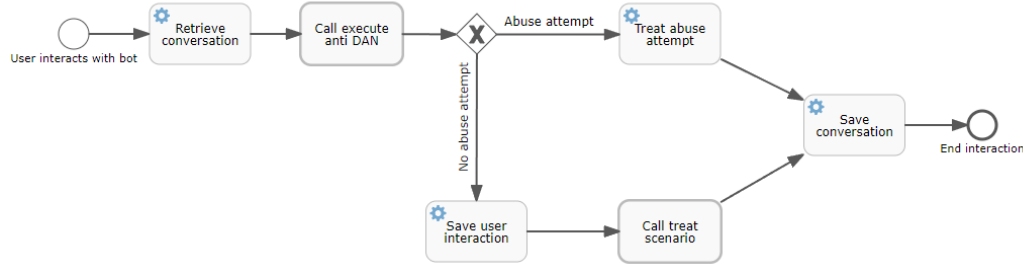 User interacts with bot
Retrieve
conversation
Call execute
anti DAN
X
Abuse attempt
Treat abuse
attempt
No abuse attempt
Save user
interaction
Call treat
scenario
Save
conversation
End interaction